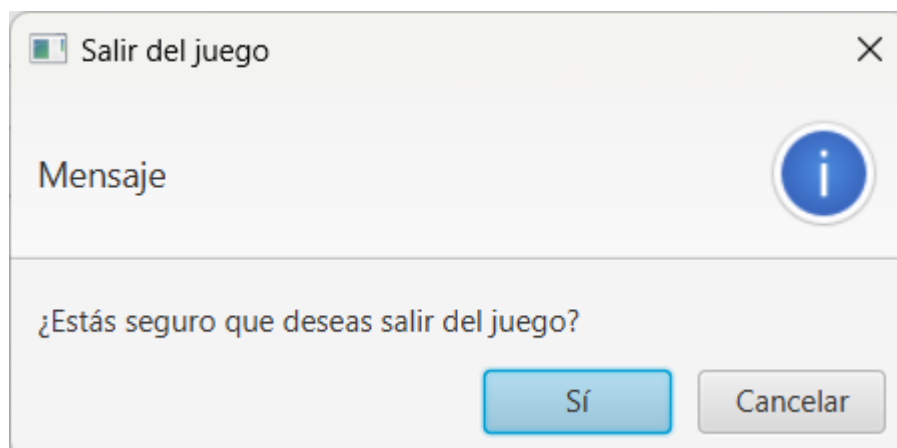 Salir del juego
Mensaje
¿Estás seguro que deseas salir del juego?
Sí Cancelar